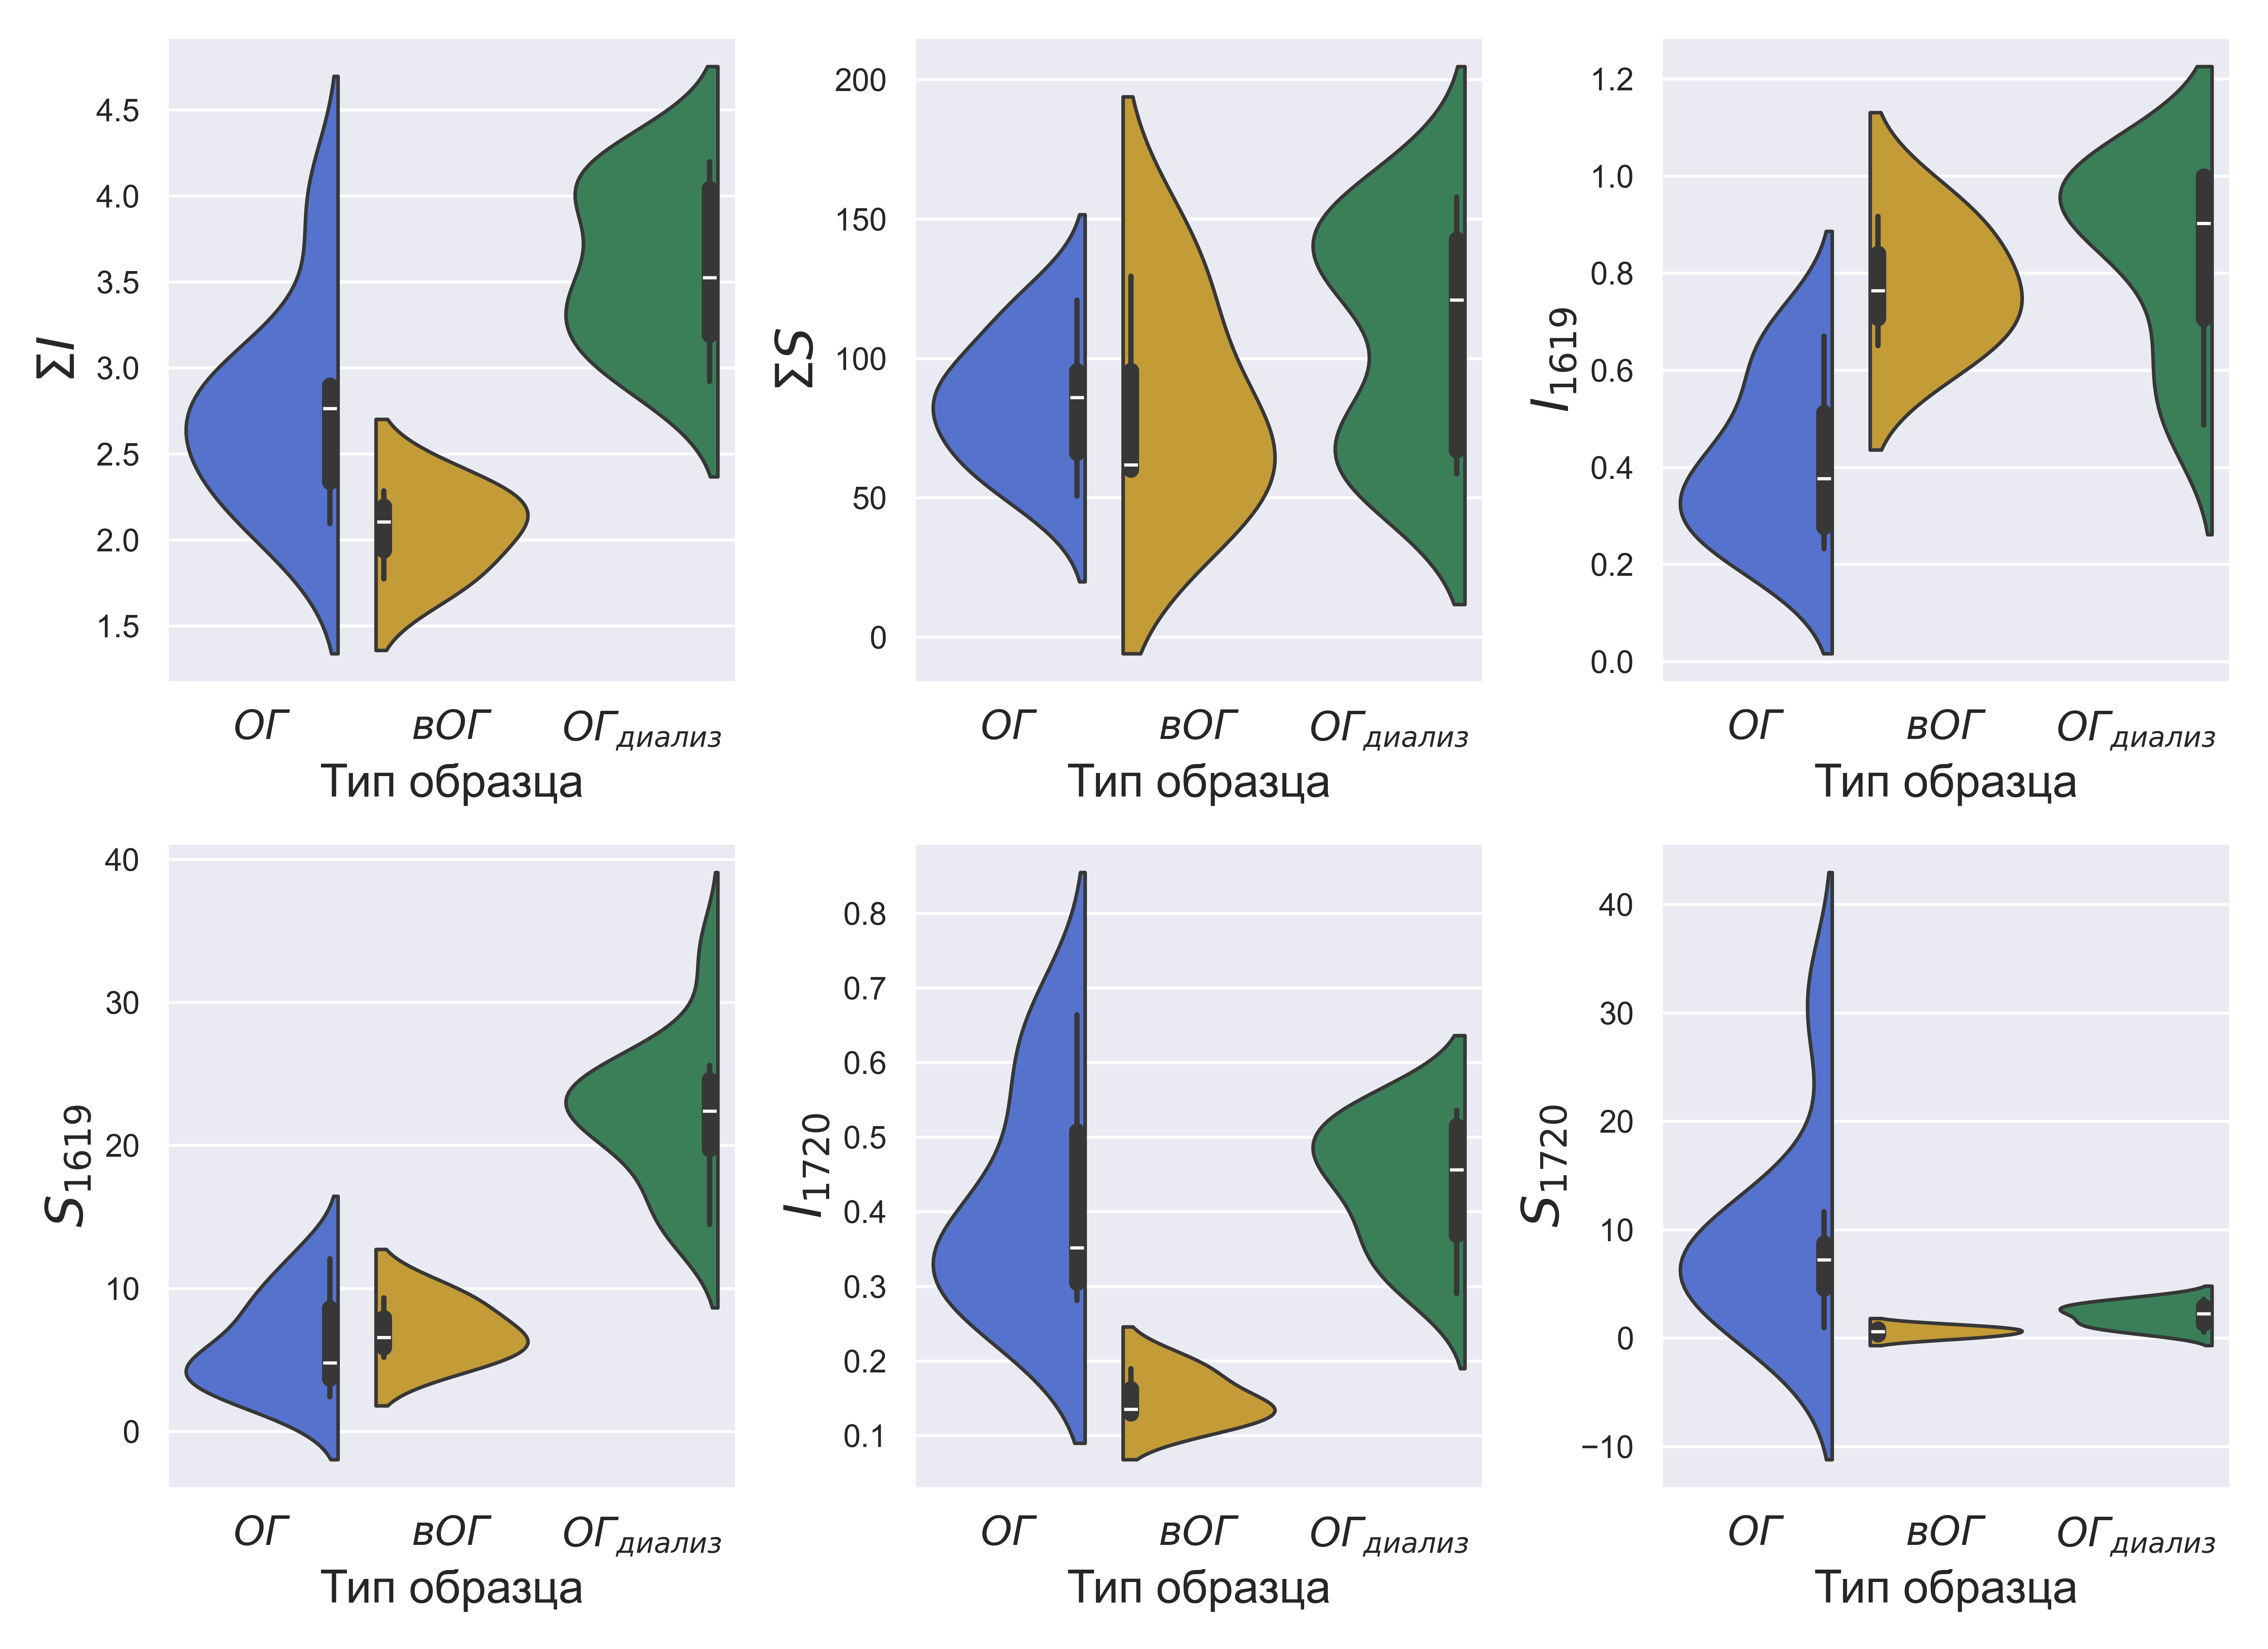 ΣI
4.5
4.0
3.5
3.0
2.5
2.0
1.5
ОГ вОГ ОГдиализ
Тип образца
ΣS
200
150
100
50
0
ОГ вОГ ОГдиализ
Тип образца
I1619
1.2
1.0
0.8
0.6
0.4
0.2
0.0
ОГ вОГ ОГдиализ
Тип образца
S1619
40
30
20
10
0
ОГ вОГ ОГдиализ
Тип образца
I1720
0.8
0.7
0.6
0.5
0.4
0.3
0.2
0.1
ОГ вОГ ОГдиализ
Тип образца
S1720
40
30
20
10
0
−10
ОГ вОГ ОГдиализ
Тип образца